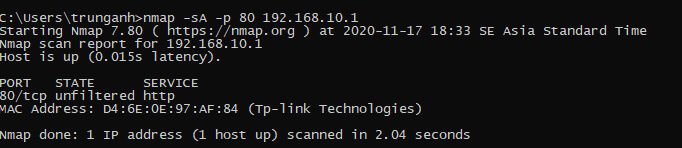 C:\Users\trunganh>nmap -sA -p 80 192.168.10.1
Starting Nmap 7.80 ( https://nmap.org ) at 2020-11-17 18:33 SE Asia Standard Time
Nmap scan report for 192.168.10.1
Host is up (0.015s latency).
PORT   STATE      SERVICE
80/tcp unfiltered http
MAC Address: D4:6E:0E:97:AF:84 (Tp-link Technologies)
Nmap done: 1 IP address (1 host up) scanned in 2.04 seconds